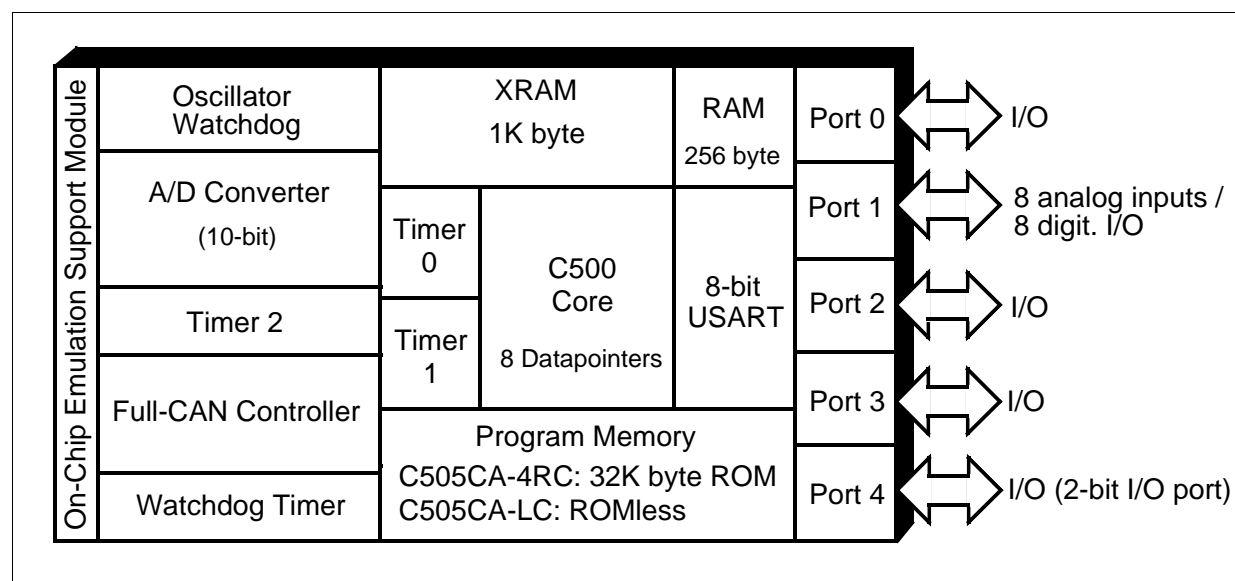 On-Chip Emulation Support Module
Oscillator
Watchdog
A/D Converter
(10-bit)
Timer 2
Full-CAN Controller
Watchdog Timer
XRAM
1K byte
RAM
256 byte
Timer
0
Timer
1
C500
Core
8 Datapointers
8-bit
USART
Program Memory
C505CA-4RC: 32K byte ROM
C505CA-LC: ROMless
Port 0
I/O
Port 1
8 analog inputs /
8 digit. I/O
Port 2
I/O
Port 3
I/O
Port 4
I/O (2-bit I/O port)